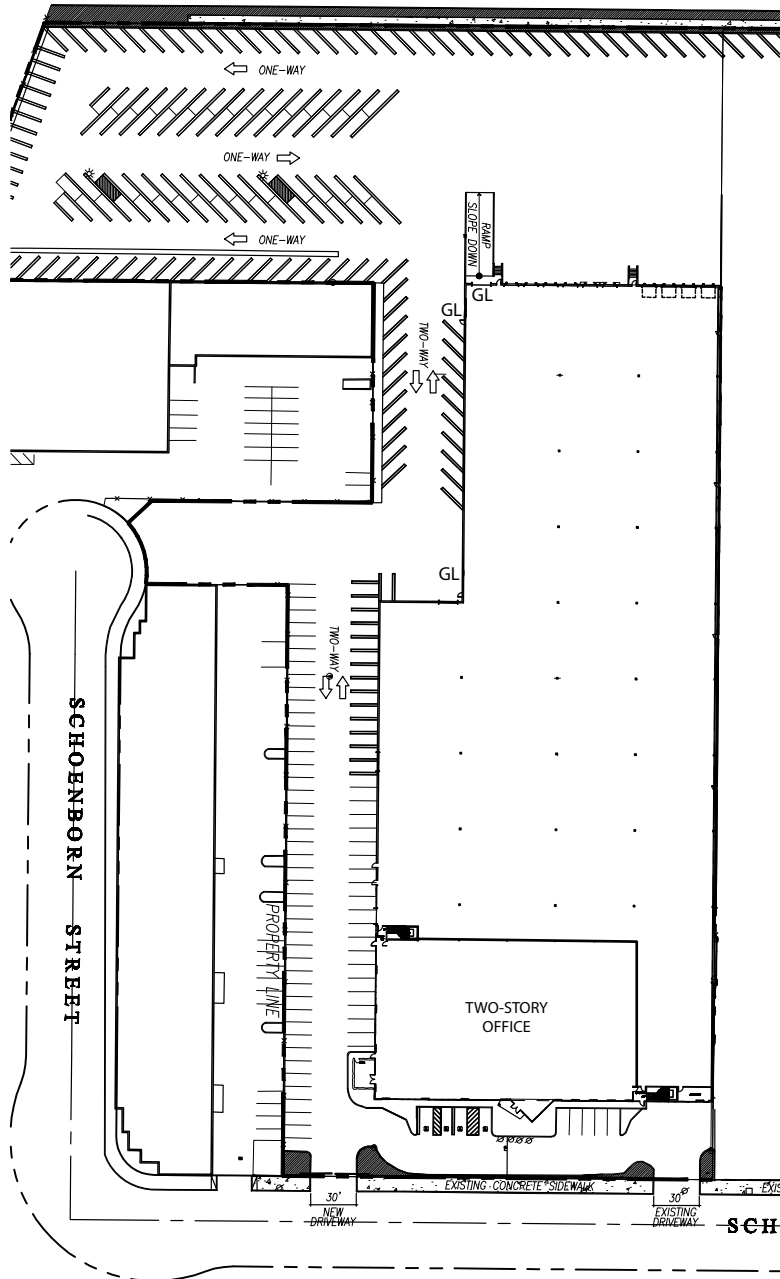 ONE-WAY
ONE-WAY
ONE-WAY
RAMP
SLOPE DOWN
GL
GL
TWO-WAY
GL
TWO-WAY
SCHOENBORN STREET
PROPERTY LINE
TWO-STORY
OFFICE
EXISTING CONCRETE SIDEWALK
EXIS
30'
NEW
DRIVEWAY
30'
EXISTING
DRIVEWAY
SCH